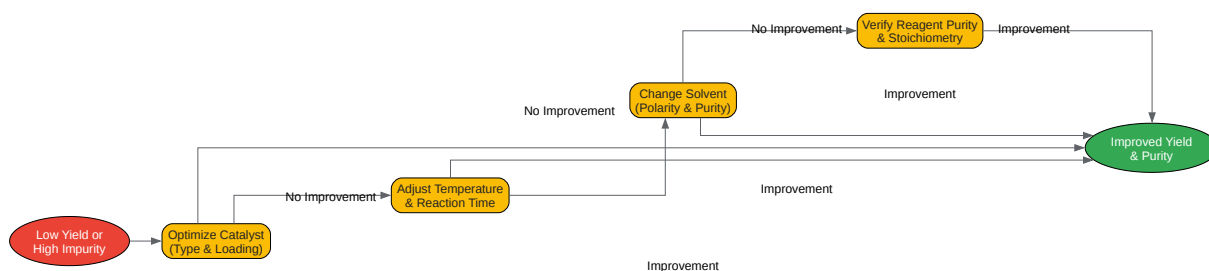 No Improvement
Verify Reagent Purity
& Stoichiometry
Improvement
Change Solvent
(Polarity & Purity)
Improvement
No Improvement
Improved Yield
& Purity
No Improvement
Adjust Temperature
& Reaction Time
Improvement
Low Yield or
High Impurity
Optimize Catalyst
(Type & Loading)
Improvement